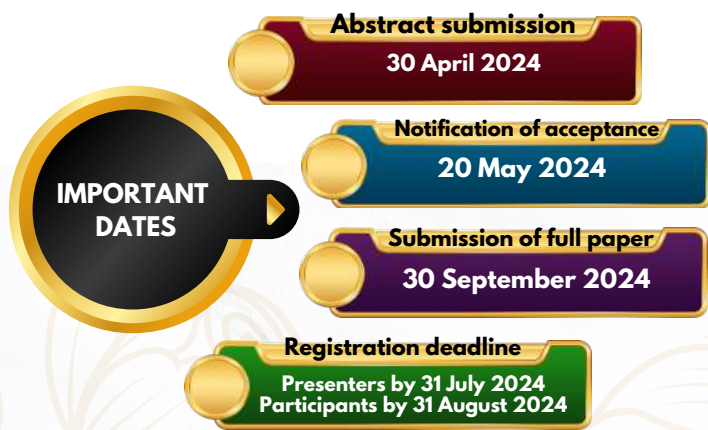 IMPORTANT
DATES
Abstract submission
30 April 2024
Notification of acceptance
20 May 2024
Submission of full paper
30 September 2024
Registration deadline
Presenters by 31 July 2024
Participants by 31 August 2024